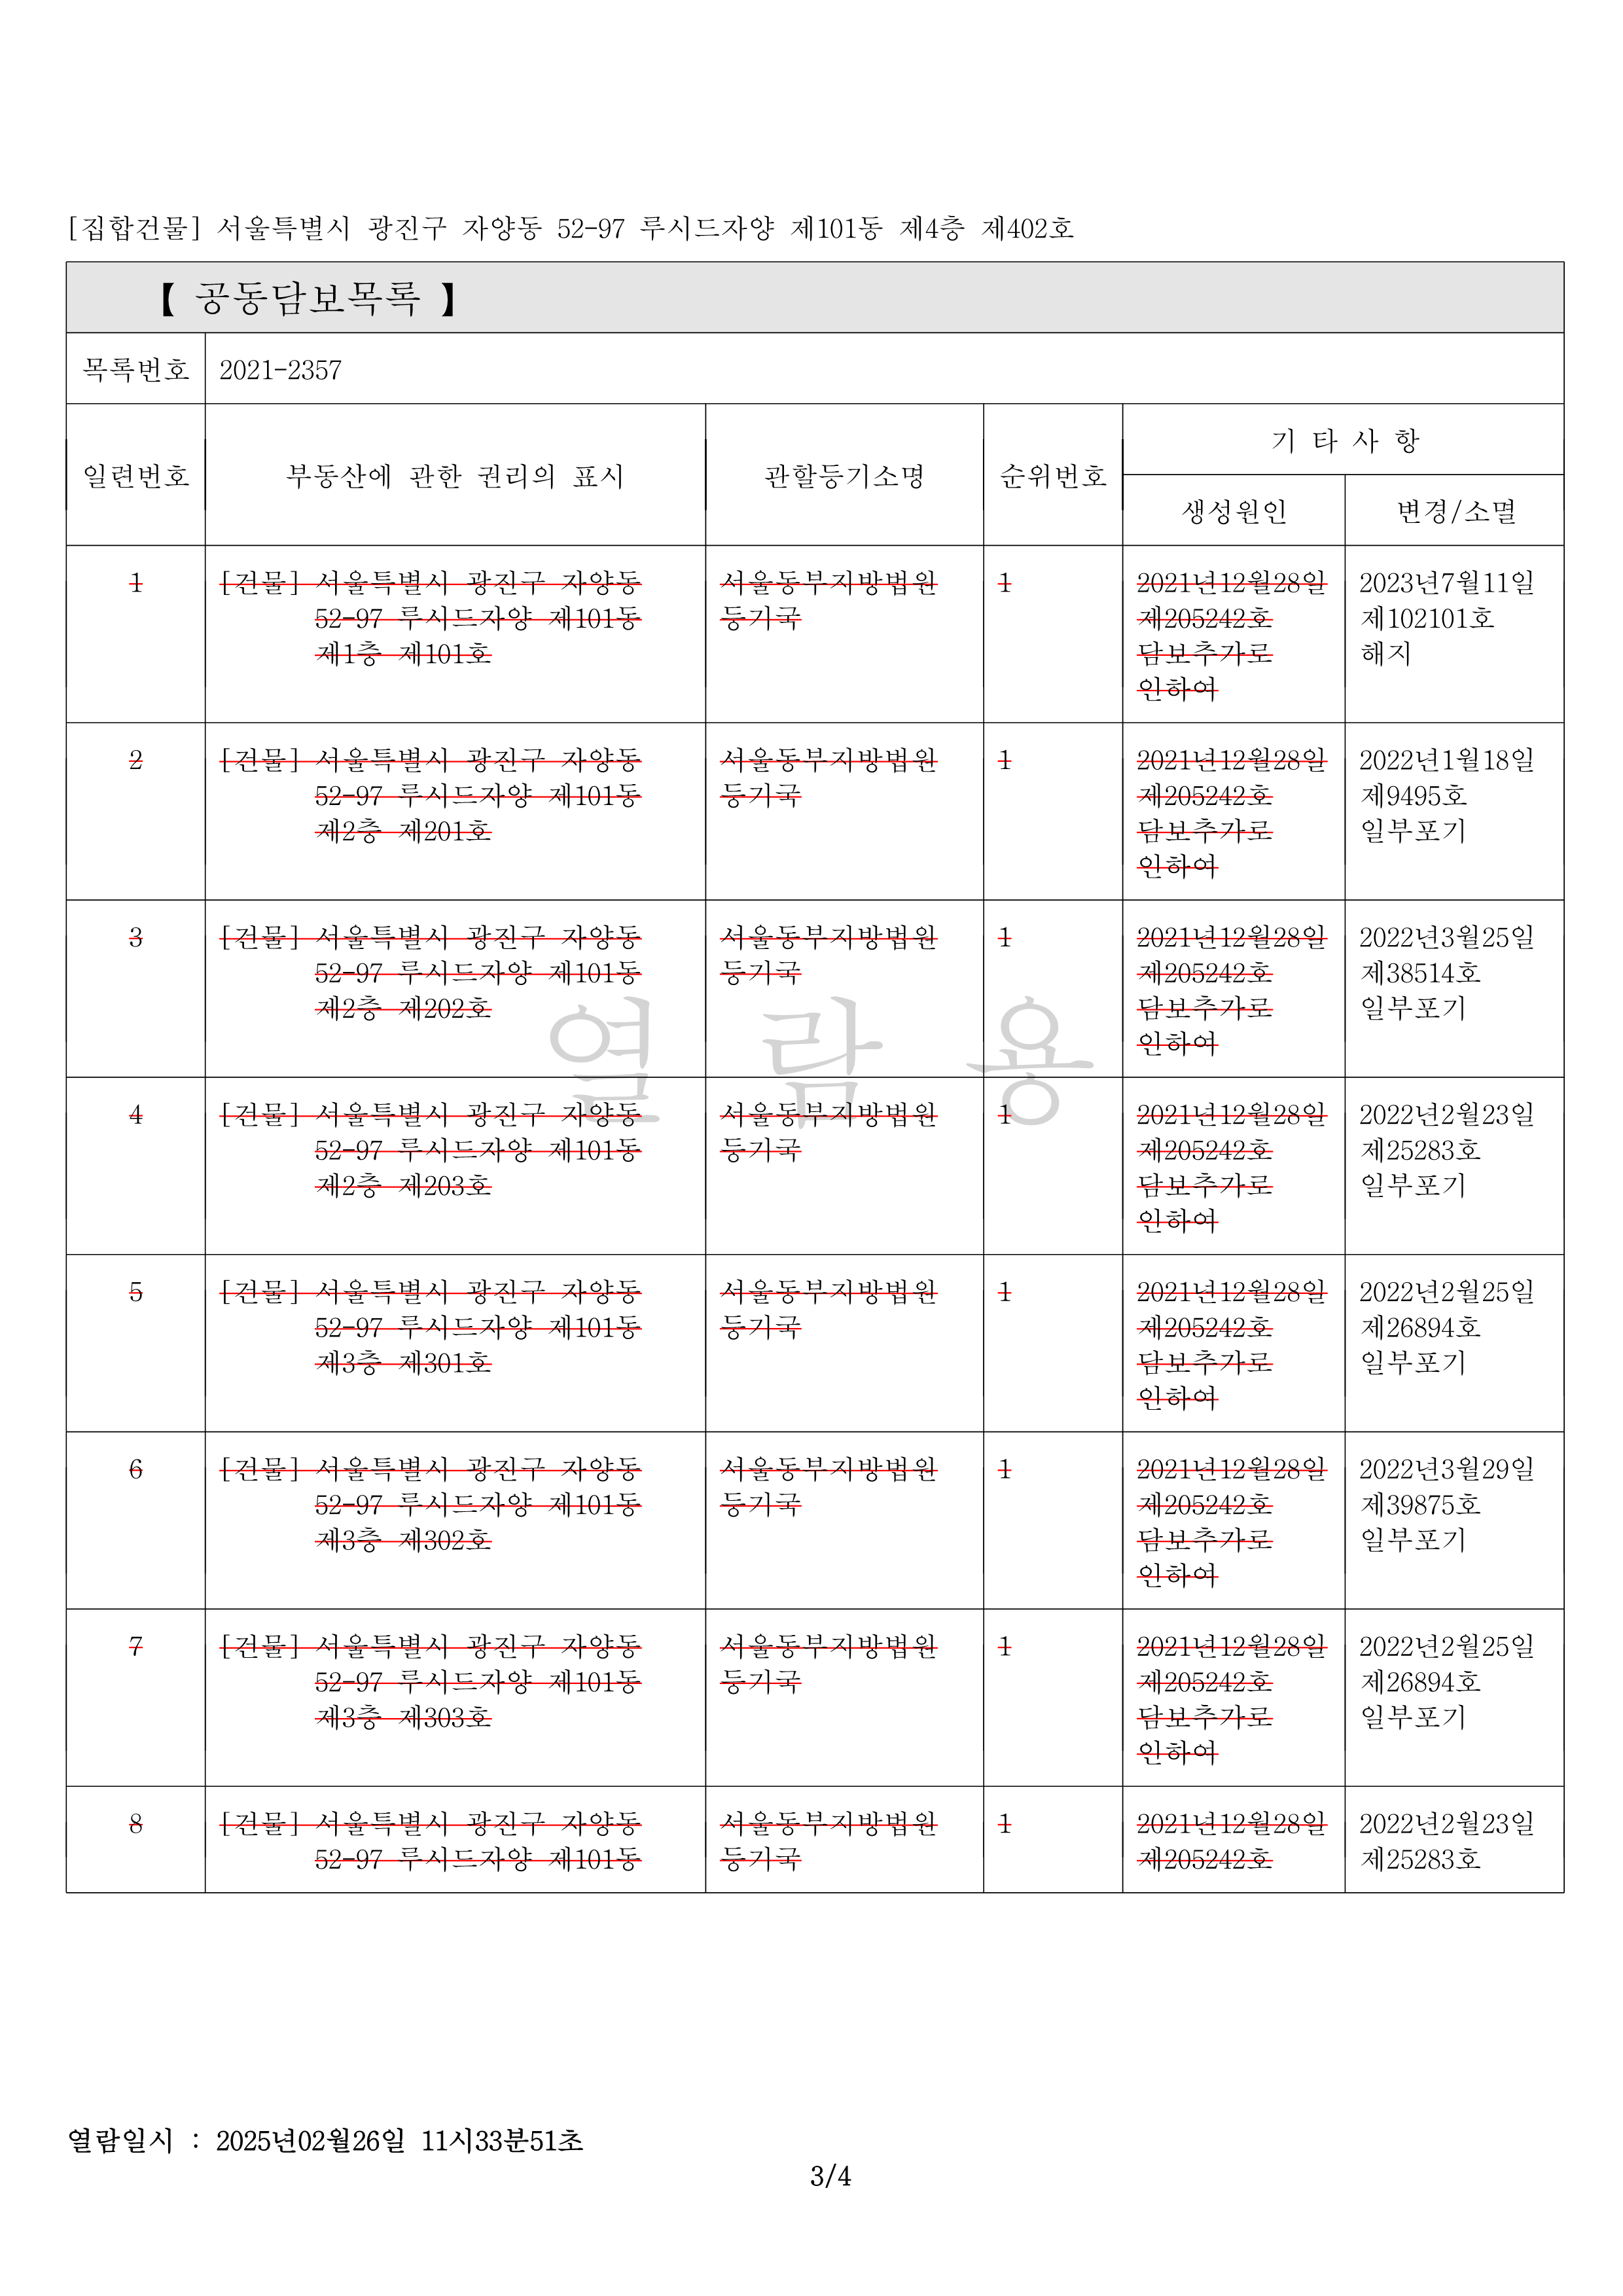 [집합건물] 서울특별시 광진구 자양동 52-97 루시드자양 제101동 제4층 제402호
【 공동담보목록 】
목록번호 2021-2357
일련번호 부동산에 관한 권리의 표시 관할등기소명 순위번호 기 타 사 항
생성원인 변경/소멸
1 [건물] 서울특별시 광진구 자양동 서울동부지방법원 1 2021년12월28일 2023년7월11일
52-97 루시드자양 제101동 등기국 제205242호 제102101호
제1층 제101호 담보추가로 해지
인하여
2 [건물] 서울특별시 광진구 자양동 서울동부지방법원 1 2021년12월28일 2022년1월18일
52-97 루시드자양 제101동 등기국 제205242호 제9495호
제2층 제201호 담보추가로 일부포기
인하여
3 [건물] 서울특별시 광진구 자양동 서울동부지방법원 1 2021년12월28일 2022년3월25일
52-97 루시드자양 제101동 등기국 제205242호 제38514호
제2층 제202호 담보추가로 일부포기
인하여
열 람 용
4 [건물] 서울특별시 광진구 자양동 서울동부지방법원 1 2021년12월28일 2022년2월23일
52-97 루시드자양 제101동 등기국 제205242호 제25283호
제2층 제203호 담보추가로 일부포기
인하여
5 [건물] 서울특별시 광진구 자양동 서울동부지방법원 1 2021년12월28일 2022년2월25일
52-97 루시드자양 제101동 등기국 제205242호 제26894호
제3층 제301호 담보추가로 일부포기
인하여
6 [건물] 서울특별시 광진구 자양동 서울동부지방법원 1 2021년12월28일 2022년3월29일
52-97 루시드자양 제101동 등기국 제205242호 제39875호
제3층 제302호 담보추가로 일부포기
인하여
7 [건물] 서울특별시 광진구 자양동 서울동부지방법원 1 2021년12월28일 2022년2월25일
52-97 루시드자양 제101동 등기국 제205242호 제26894호
제3층 제303호 담보추가로 일부포기
인하여
8 [건물] 서울특별시 광진구 자양동 서울동부지방법원 1 2021년12월28일 2022년2월23일
52-97 루시드자양 제101동 등기국 제205242호 제25283호
열람일시 : 2025년02월26일 11시33분51초
3/4